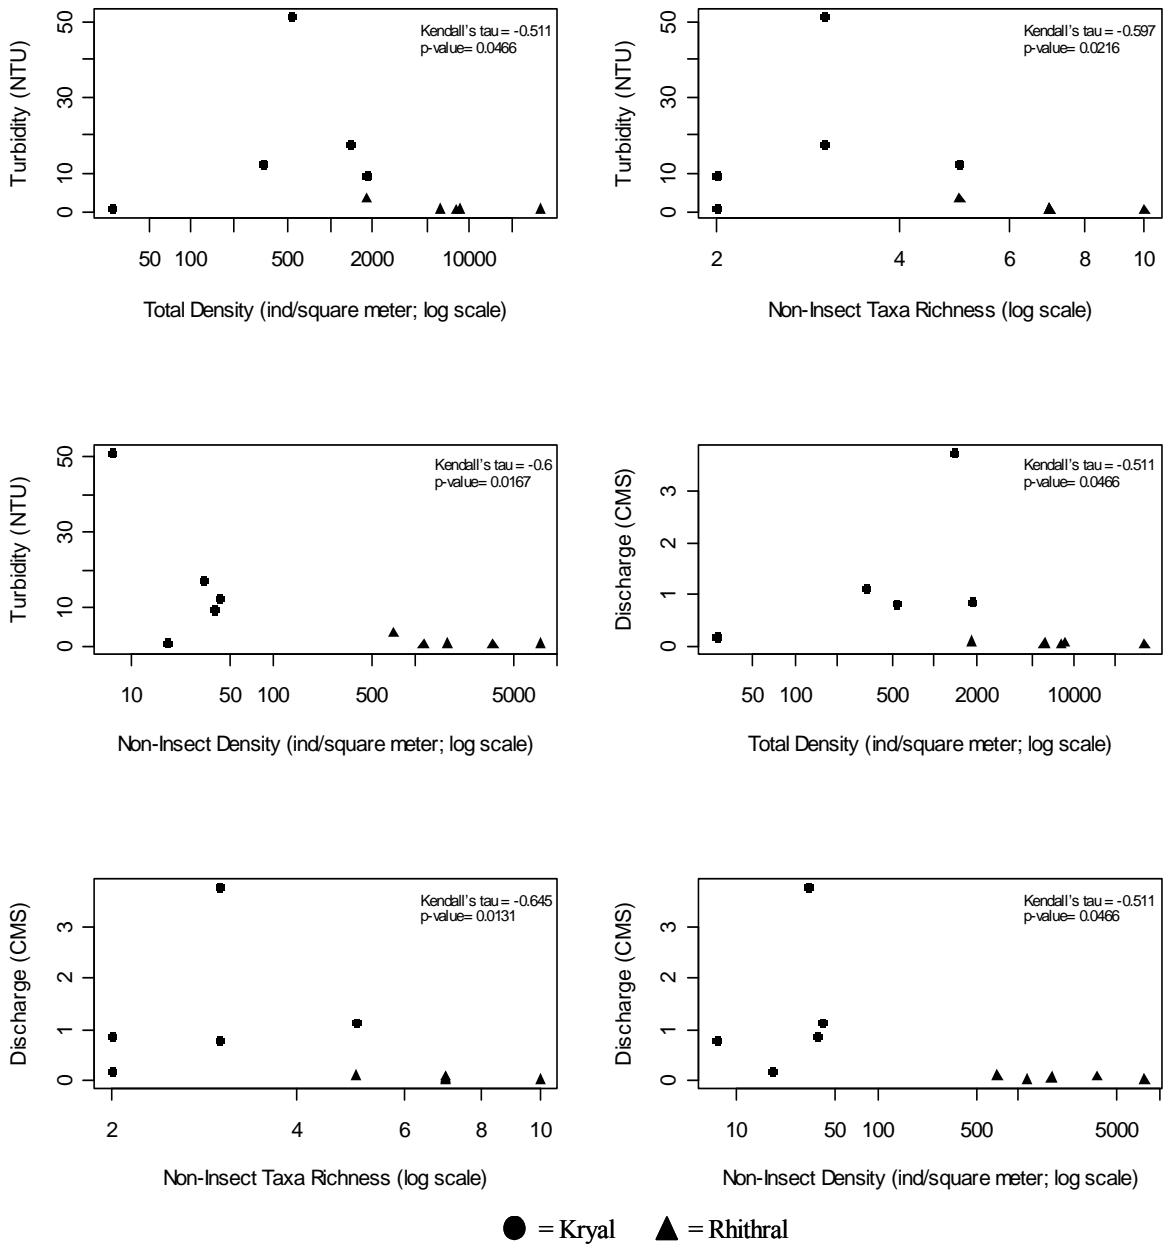 Kendall's tau = -0.511
p-value= 0.0466
Turbidity (NTU)
50
30
10
0
50 100 500 2000 10000
Total Density (ind/square meter; log scale)
Kendall's tau = -0.597
p-value= 0.0216
Turbidity (NTU)
50
30
10
0
2 4 6 8 10
Non-Insect Taxa Richness (log scale)
Kendall's tau = -0.6
p-value= 0.0167
Turbidity (NTU)
50
30
10
0
10 50 100 500 5000
Non-Insect Density (ind/square meter; log scale)
Kendall's tau = -0.511
p-value= 0.0466
Discharge (CMS)
3
2
1
0
50 100 500 2000 10000
Total Density (ind/square meter; log scale)
Kendall's tau = -0.645
p-value= 0.0131
Discharge (CMS)
3
2
1
0
2 4 6 8 10
Non-Insect Taxa Richness (log scale)
Kendall's tau = -0.511
p-value= 0.0466
Discharge (CMS)
3
2
1
0
10 50 100 500 5000
Non-Insect Density (ind/square meter; log scale)
= Kryal = Rhithral